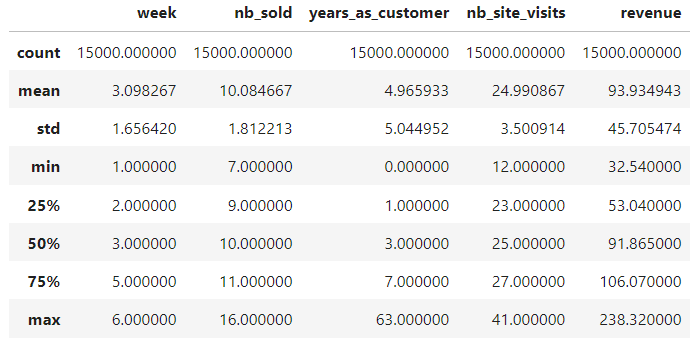 week nb_sold years_as_customer nb_site_visits revenue
count 15000.000000 15000.000000 15000.000000 15000.000000 15000.000000
mean 3.098267 10.084667 4.965933 24.990867 93.934943
std 1.656420 1.812213 5.044952 3.500914 45.705474
min 1.000000 7.000000 0.000000 12.000000 32.540000
25% 2.000000 9.000000 1.000000 23.000000 53.040000
50% 3.000000 10.000000 3.000000 25.000000 91.865000
75% 5.000000 11.000000 7.000000 27.000000 106.070000
max 6.000000 16.000000 63.000000 41.000000 238.320000